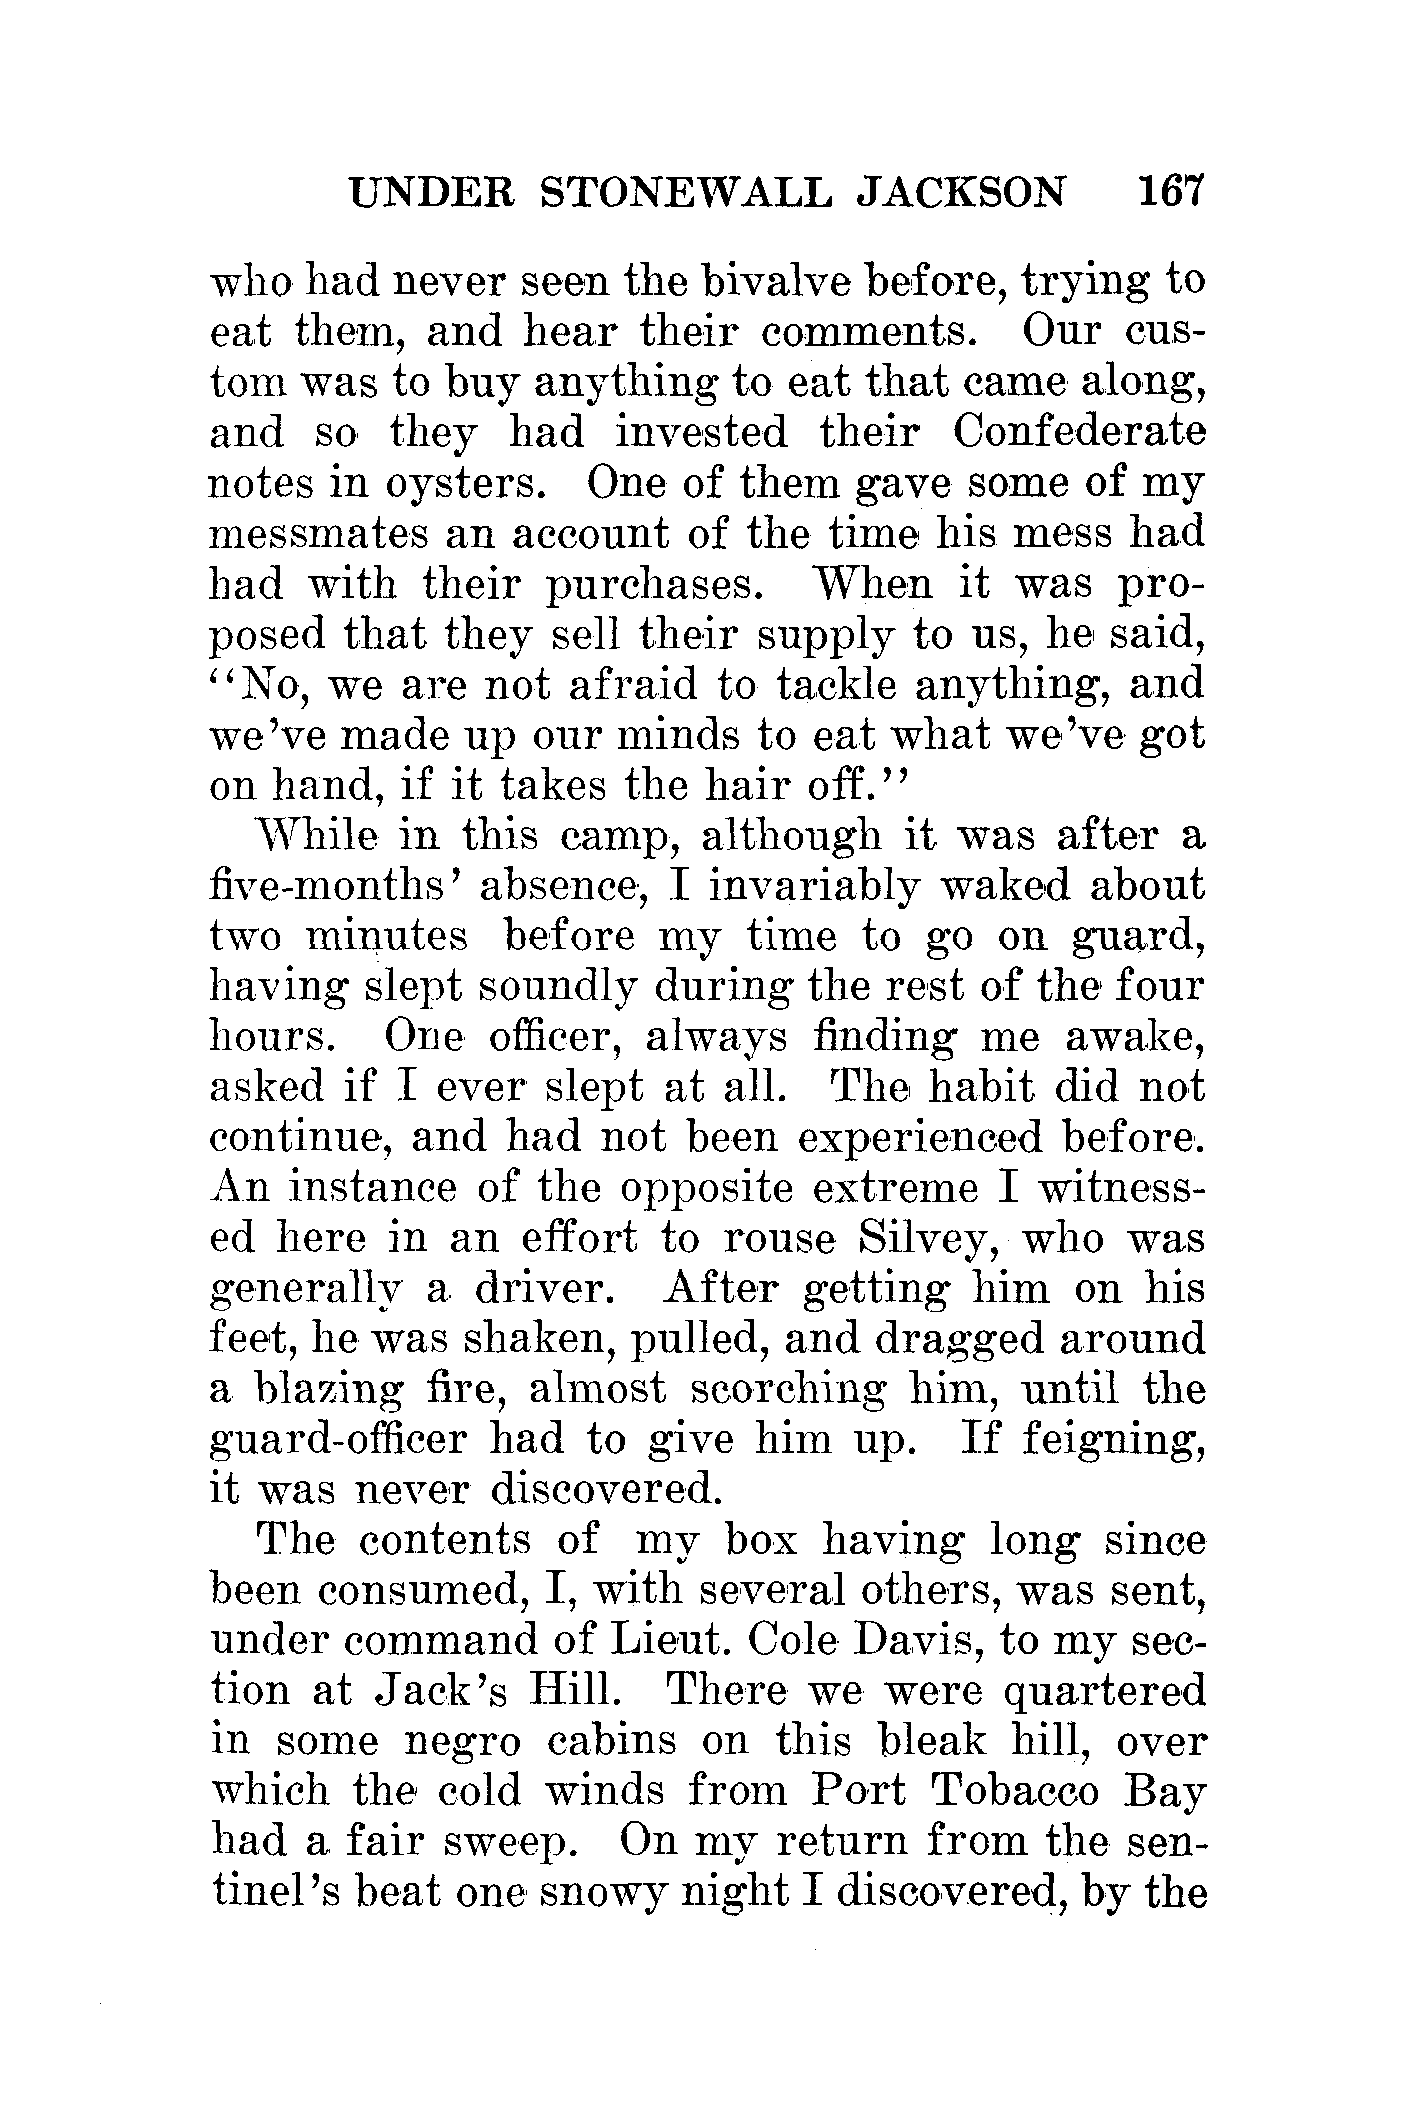 UNDER STONEWALL JACKSON 167
who had never seen the bivalve before, trying to
eat them, and hear their comments. Our cus-
tom was to buy anything to eat that came along,
and so they had invested their Confederate
notes in oysters. One of them gave some of my
messmates an account of the time his mess had
had with their purchases. When it was pro-
posed that they sell their supply to us, he said,
"No, we are not afraid to tackle anything, and
we've made up our minds to eat what we've got
on hand, if it takes the hair off."
While in this camp, although it was after a
five-months' absence, I invariably waked about
two minutes before my time to go on guard,
having slept soundly during the rest of the four
hours. One officer, always finding me awake,
asked if I ever slept at all. The habit did not
continue, and had not been experienced before.
An instance of the opposite extreme I witness-
ed here in an effort to rouse Silvey, who was
generally a driver. After getting him on his
feet, he was shaken, pulled, and dragged around
a blazing fire, almost scorching him, until the
guard-officer had to give him up. If feigning,
it was never discovered.
The contents of my box having long since
been consumed, I, with several others, was sent,
under command of Lieut. Cole Davis, to my sec-
tion at Jack's Hill. There we were quartered
in some negro cabins on this bleak hill, over
which the cold winds from Port Tobacco Bay
had a fair sweep. On my return from the sen-
tinel's beat one snowy night I discovered, by the